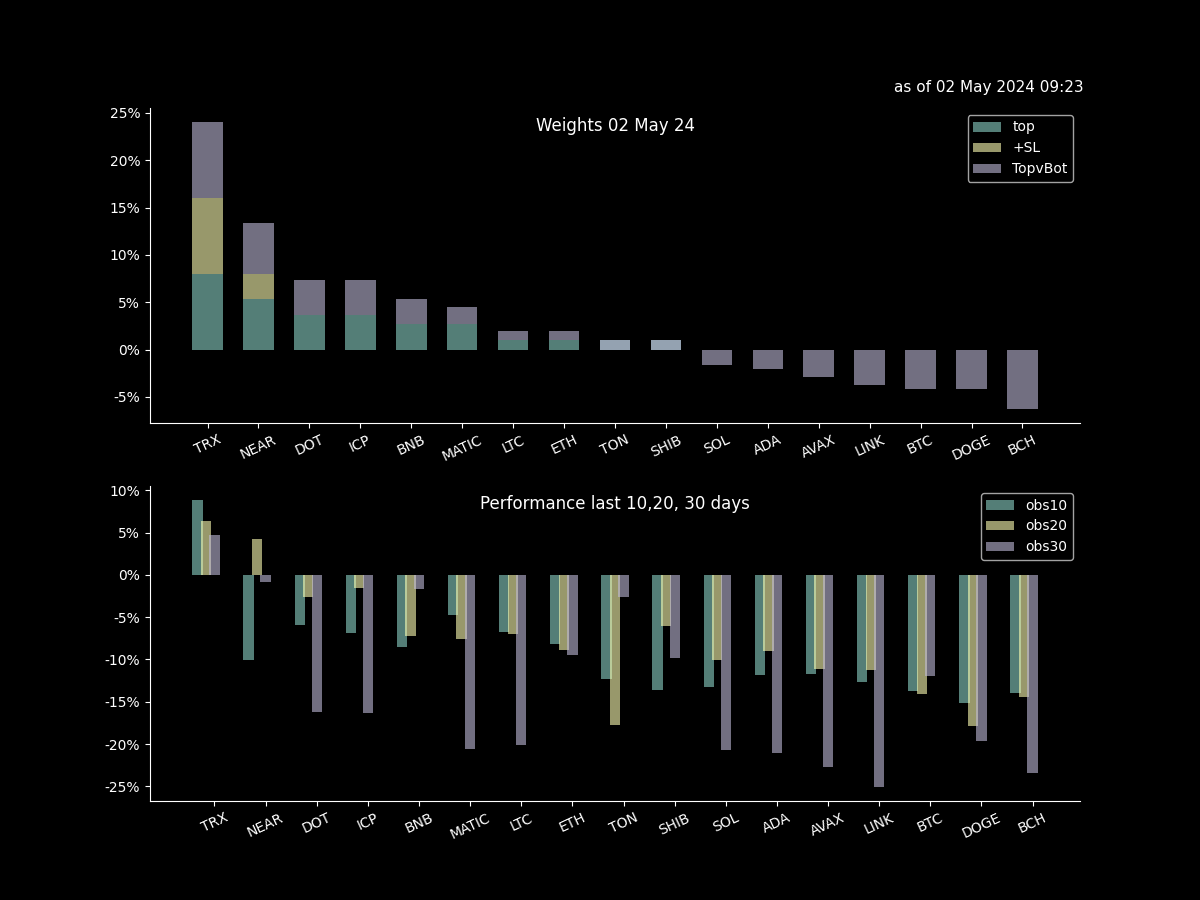 as of 02 May 2024 09:23
Weights 02 May 24
top
+SL
TopvBot
25%
20%
15%
10%
5%
0%
-5%
TRX NEAR DOT ICP BNB MATIC LTC ETH TON SHIB SOL ADA AVAX LINK BTC DOGE BCH
Performance last 10,20, 30 days
obs10
obs20
obs30
10%
5%
0%
-5%
-10%
-15%
-20%
-25%
TRX NEAR DOT ICP BNB MATIC LTC ETH TON SHIB SOL ADA AVAX LINK BTC DOGE BCH